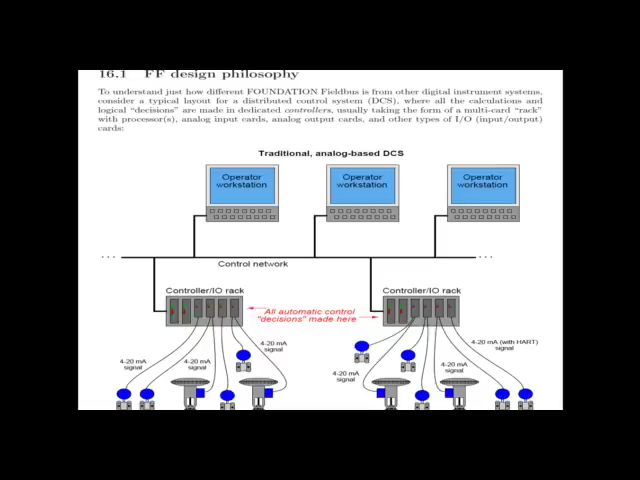 16.1 FF design philosophy
To understand just how different FOUNDATION Fieldbus is from other digital instrument systems,
consider a typical layout for a distributed control system (DCS), where all the calculations and
logical “decisions” are made in dedicated controllers, usually taking the form of a multi-card “rack”
with processor(s), analog input cards, analog output cards, and other types of I/O (input/output)
cards:
Traditional, analog-based DCS
Operator
workstation
Operator
workstation
Operator
workstation
. . .
. . .
Control network
Controller/IO rack
Controller/IO rack
All automatic control
"decisions" made here
4-20 mA
signal
4-20 mA
signal
4-20 mA
signal
4-20 mA
signal
4-20 mA
signal
4-20 mA (with HART)
signal